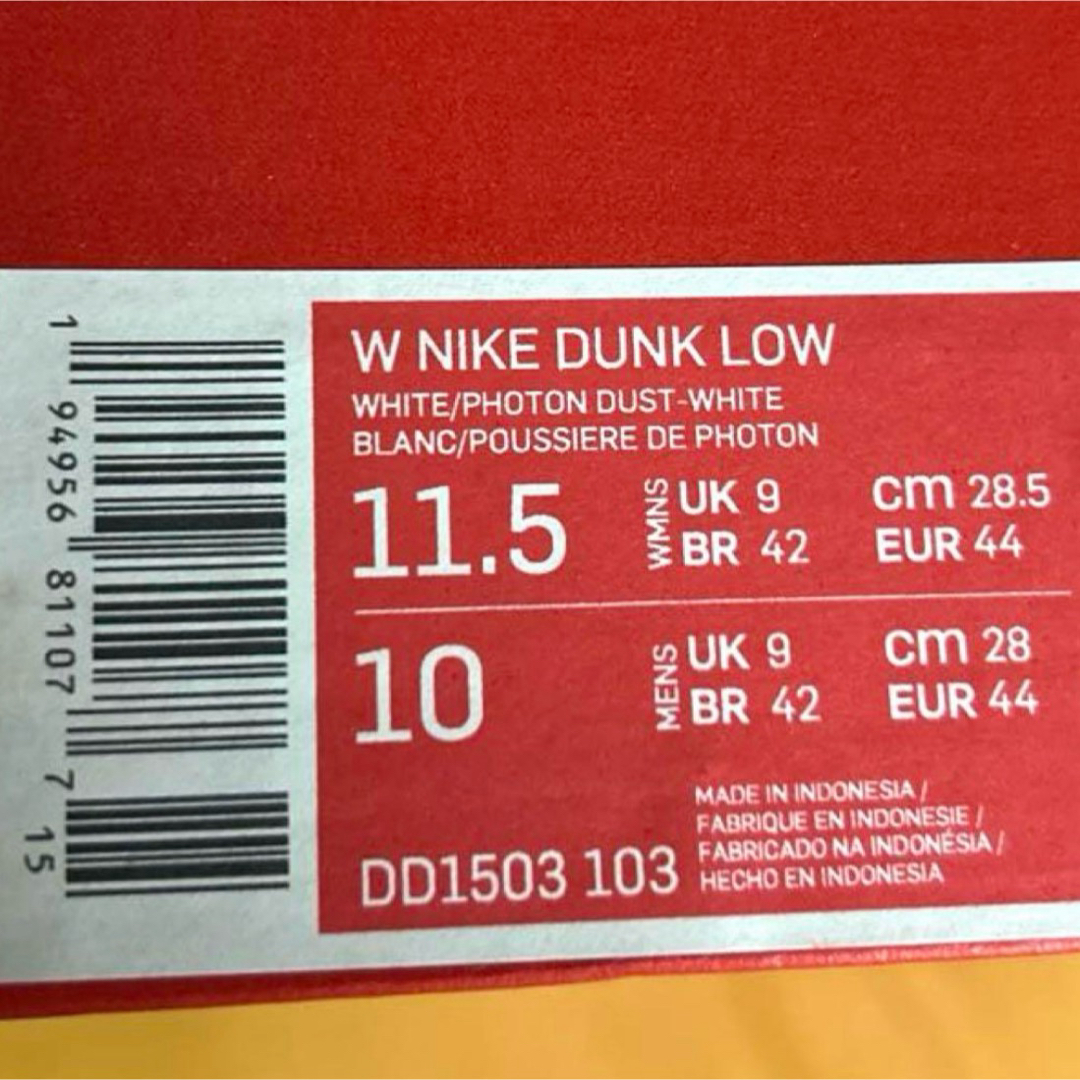 W NIKE DUNK LOW
WHITE/PHOTON DUST-WHITE
BLANC/POUSSIERE DE PHOTON
11.5 WMNS UK 9 cm 28.5
BR 42 EUR 44
10 MENS UK 9 cm 28
BR 42 EUR 44
DD1503 103
MADE IN INDONESIA /
FABRIQUE EN INDONESIE /
FABRICADO NA INDONÉSIA /
HECHO EN INDONESIA
1 94956 81107 7 15